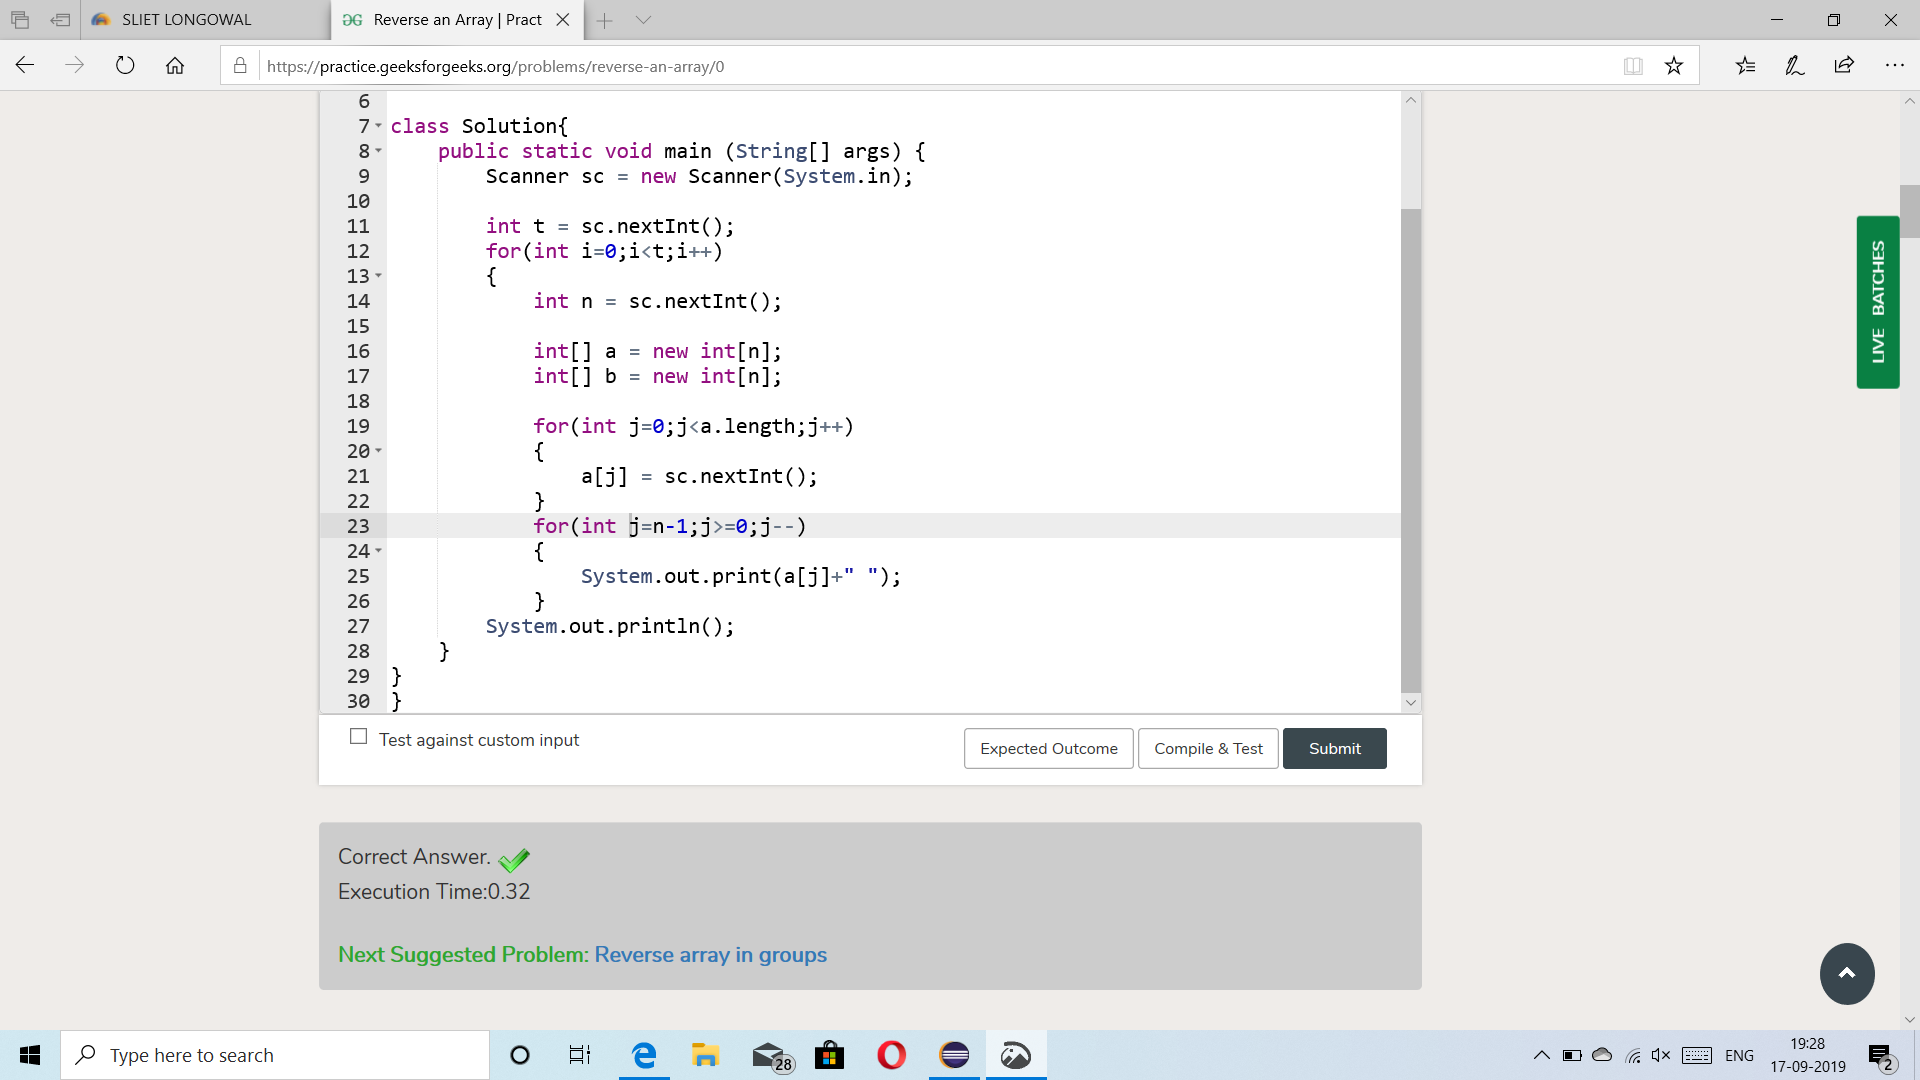 SLIET LONGOWAL
Reverse an Array | Pract
https://practice.geeksforgeeks.org/problems/reverse-an-array/0
6
7 class Solution{
8 public static void main (String[] args) {
9 Scanner sc = new Scanner(System.in);
10
11 int t = sc.nextInt();
12 for(int i=0;i<t;i++)
13 {
14 int n = sc.nextInt();
15
16 int[] a = new int[n];
17 int[] b = new int[n];
18
19 for(int j=0;j<a.length;j++)
20 {
21 a[j] = sc.nextInt();
22 }
23 for(int j=n-1;j>=0;j--)
24 {
25 System.out.print(a[j]+" ");
26 }
27 System.out.println();
28 }
29 }
30 }
LIVE BATCHES
Test against custom input
Expected Outcome
Compile & Test
Submit
Correct Answer.
Execution Time:0.32
Next Suggested Problem: Reverse array in groups
Type here to search
28
ENG
19:28
17-09-2019
2